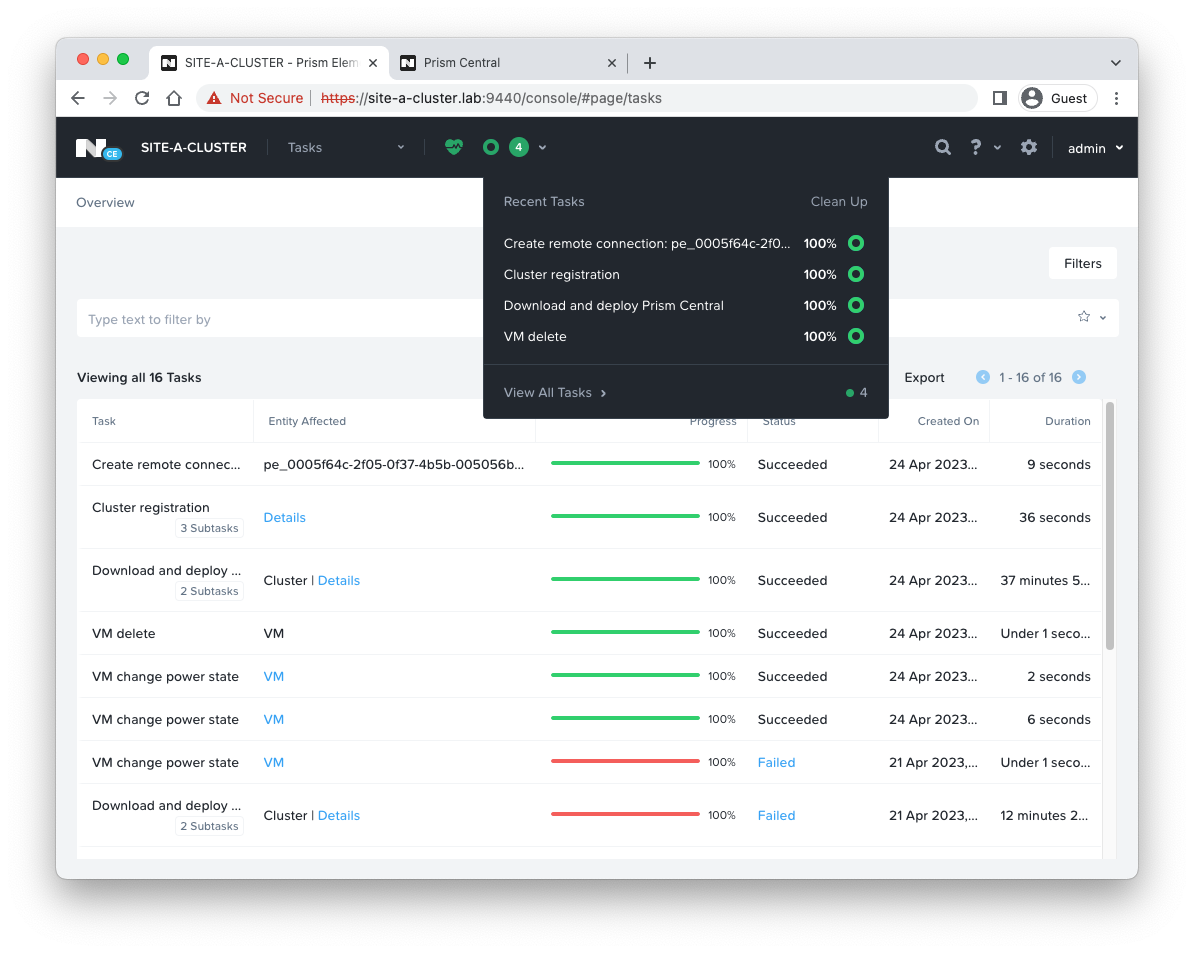 SITE-A-CLUSTER - Prism Elem
Prism Central
Not Secure https://site-a-cluster.lab:9440/console/#page/tasks Guest
N CE SITE-A-CLUSTER Tasks 4 ? admin
Overview
Recent Tasks Clean Up
Create remote connection: pe_0005f64c-2f0... 100%
Cluster registration 100%
Download and deploy Prism Central 100%
VM delete 100%
View All Tasks 4
Filters
Type text to filter by
Viewing all 16 Tasks Export 1 - 16 of 16
Task Entity Affected Progress Status Created On Duration
Create remote connec... pe_0005f64c-2f05-0f37-4b5b-005056b... 100% Succeeded 24 Apr 2023... 9 seconds
Cluster registration Details 100% Succeeded 24 Apr 2023... 36 seconds
3 Subtasks
Download and deploy ... Cluster | Details 100% Succeeded 24 Apr 2023... 37 minutes 5...
2 Subtasks
VM delete VM 100% Succeeded 24 Apr 2023... Under 1 seco...
VM change power state VM 100% Succeeded 24 Apr 2023... 2 seconds
VM change power state VM 100% Succeeded 24 Apr 2023... 6 seconds
VM change power state VM 100% Failed 21 Apr 2023,... Under 1 seco...
Download and deploy ... Cluster | Details 100% Failed 21 Apr 2023,... 12 minutes 2...
2 Subtasks